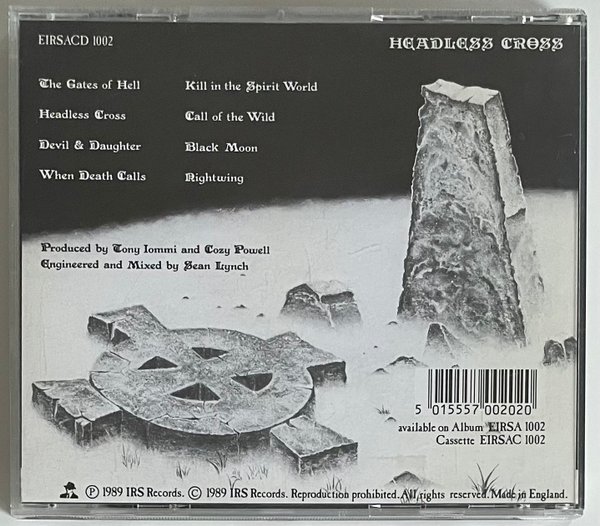 EIRSACD 1002
HEADLESS CROSS
The Gates of Hell
Headless Cross
Devil & Daughter
When Death Calls
Kill in the Spirit World
Call of the Wild
Black Moon
Nightwing
Produced by Tony Iommi and Cozy Powell
Engineered and Mixed by Sean Lynch
5 015557 002020
available on Album EIRSA 1002
Cassette EIRSAC 1002
℗ 1989 IRS Records. © 1989 IRS Records. Reproduction prohibited. All rights reserved. Made in England.